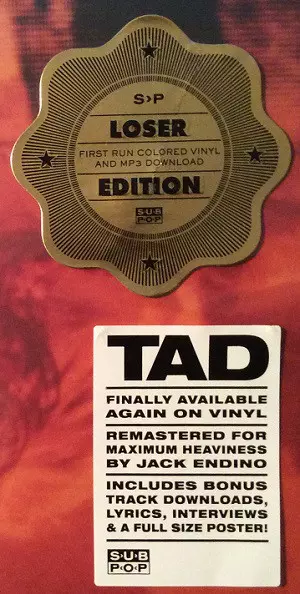 S>P
LOSER
FIRST RUN COLORED VINYL
AND MP3 DOWNLOAD
EDITION
SUB
POP
TAD
FINALLY AVAILABLE
AGAIN ON VINYL
REMASTERED FOR
MAXIMUM HEAVINESS
BY JACK ENDINO
INCLUDES BONUS
TRACK DOWNLOADS,
LYRICS, INTERVIEWS
& A FULL SIZE POSTER!
SUB
POP